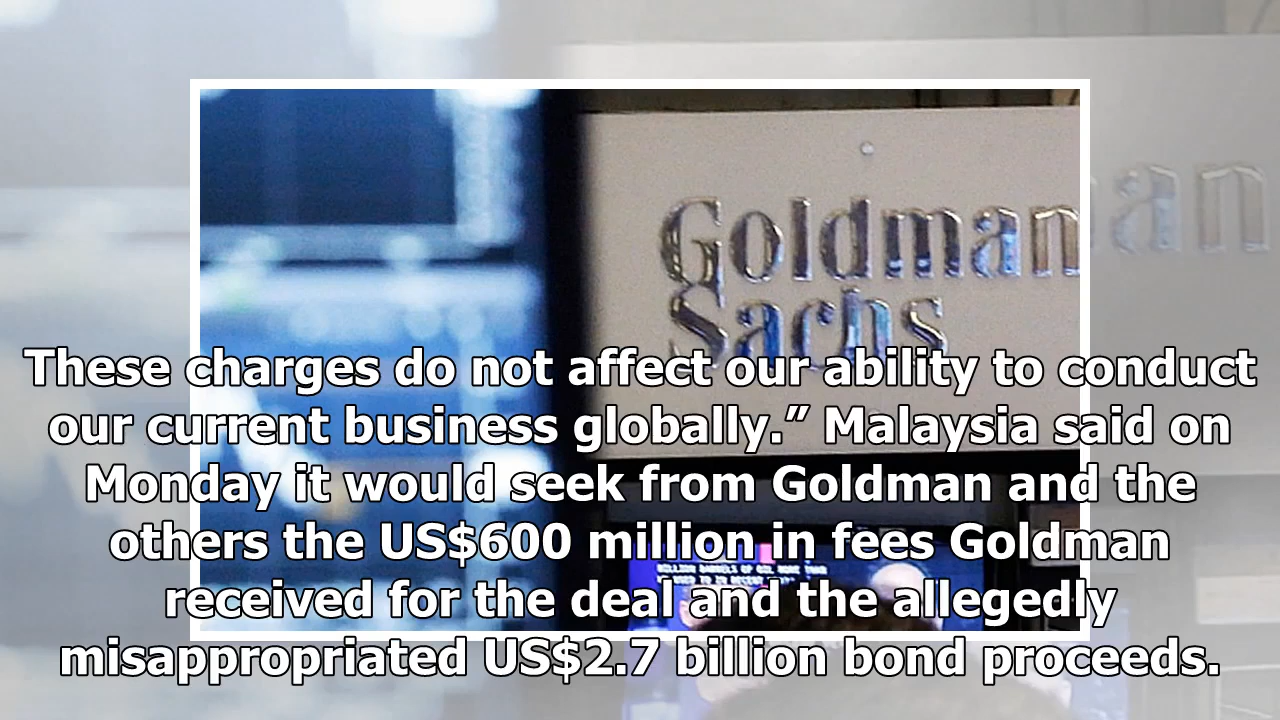 Goldman
Sachs
an
These charges do not affect our ability to conduct
our current business globally.” Malaysia said on
Monday it would seek from Goldman and the
others the US$600 million in fees Goldman
received for the deal and the allegedly
misappropriated US$2.7 billion bond proceeds.